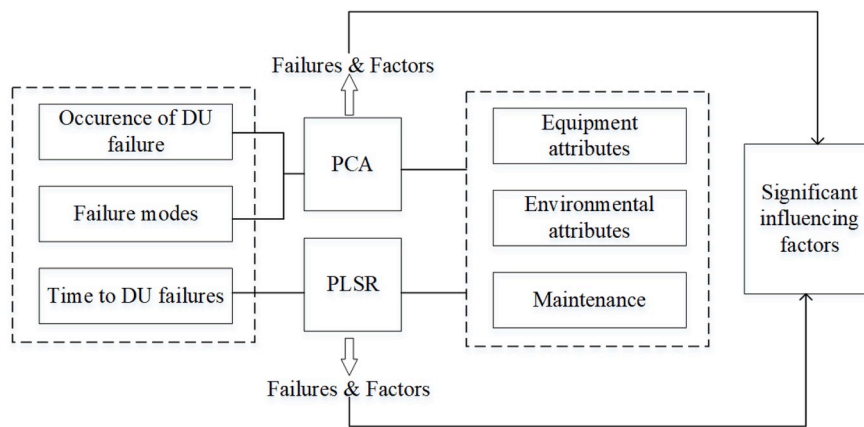 Failures & Factors
Occurence of DU
failure
Failure modes
Time to DU failures
PCA
PLSR
Equipment
attributes
Environmental
attributes
Maintenance
Significant
influencing
factors
Failures & Factors